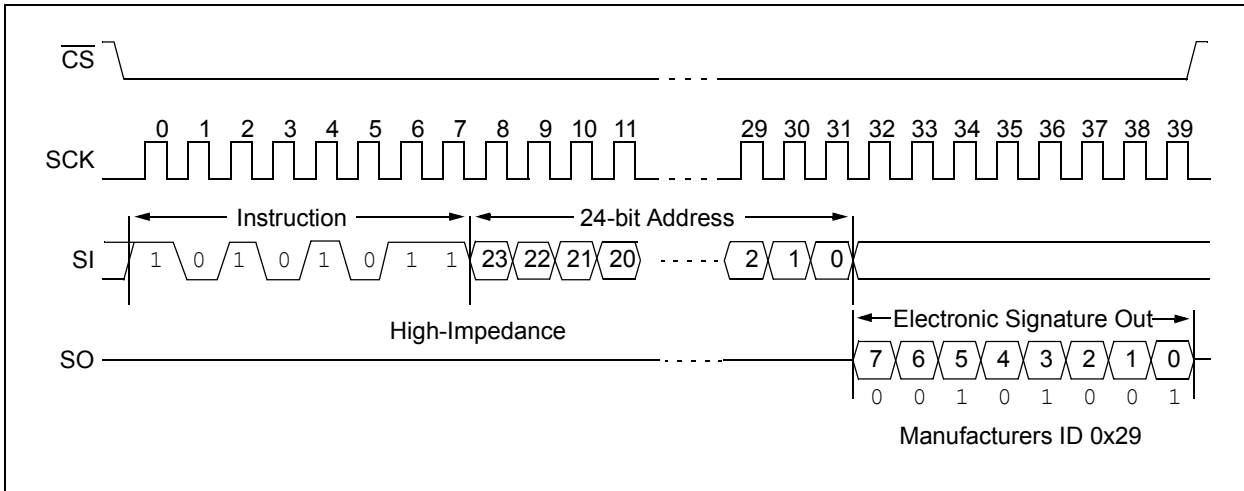 CS
0 1 2 3 4 5 6 7 8 9 10 11 29 30 31 32 33 34 35 36 37 38 39
SCK
Instruction 24-bit Address
SI 1 0 1 0 1 0 1 1 23 22 21 20 2 1 0
High-Impedance
Electronic Signature Out
SO 7 6 5 4 3 2 1 0
0 0 1 0 1 0 0 1
Manufacturers ID 0x29